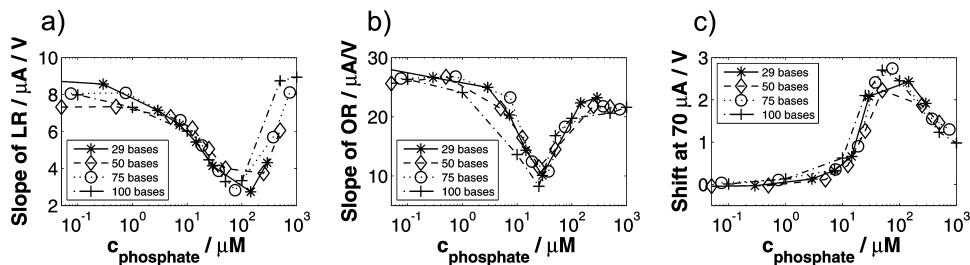 a)
Slope of LR / μA / V
10
8
6
4
2
29 bases
50 bases
75 bases
100 bases
10⁻¹ 10⁰ 10¹ 10² 10³
c_phosphate / μM
b)
Slope of OR / μA/V
30
20
10
29 bases
50 bases
75 bases
100 bases
10⁻¹ 10⁰ 10¹ 10² 10³
c_phosphate / μM
c)
Shift at 70 μA / V
3
2
1
0
29 bases
50 bases
75 bases
100 bases
10⁻¹ 10⁰ 10¹ 10² 10³
c_phosphate / μM